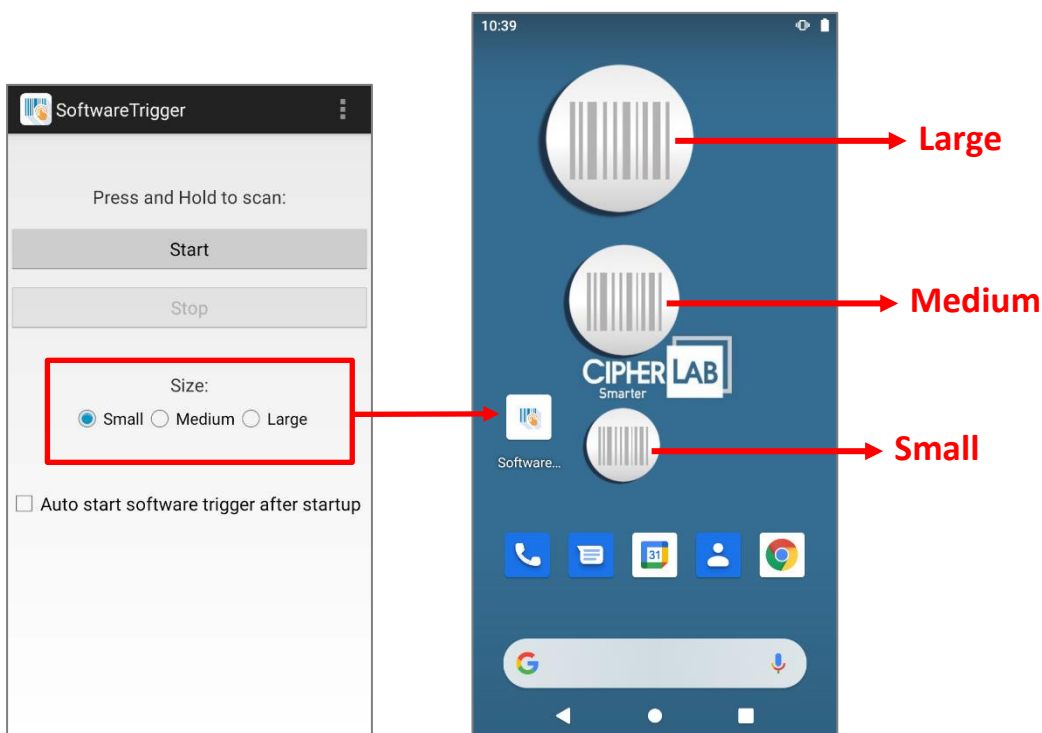 SoftwareTrigger
Press and Hold to scan:
Start
Stop
Size:
Small Medium Large
Auto start software trigger after startup
10:39
Large
Medium
CIPHER LAB
Smarter
Software...
Small
31
G